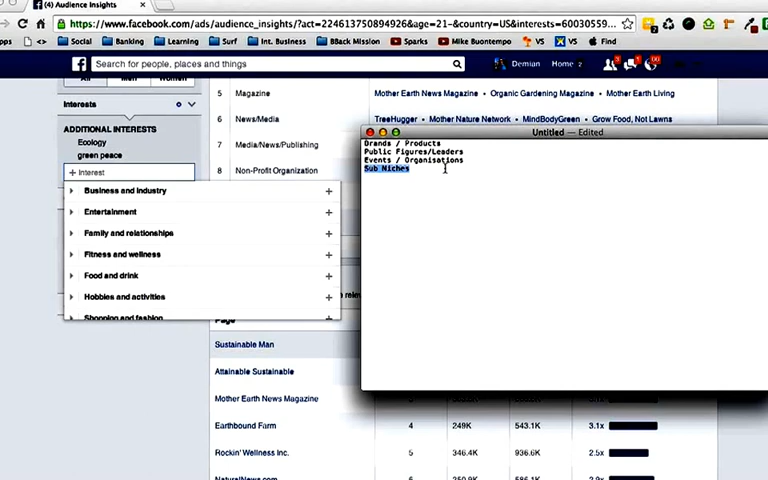 (4) Audience Insights
https://www.facebook.com/ads/audience_insights/?act=224613750894926&age=21-&country=US&interests=60030559...
Social Banking Learning Surf Int. Business BBack Mission Sparks Mike Buontempo VS VS Find
Search for people, places and things
Demian Home 2
Interests
ADDITIONAL INTERESTS
Ecology
green peace
+ Interest
Business and industry
Entertainment
Family and relationships
Fitness and wellness
Food and drink
Hobbies and activities
Shopping and fashion
5 Magazine Mother Earth News Magazine • Organic Gardening Magazine • Mother Earth Living
6 News/Media TreeHugger • Mother Nature Network • MindBodyGreen • Grow Food, Not Lawns
7 Media/News/Publishing
8 Non-Profit Organization
Untitled — Edited
Brands / Products
Public Figures/Leaders
Events / Organisations
Sub Niches
Page
Sustainable Man
Attainable Sustainable
Mother Earth News Magazine
Earthbound Farm 4 249K 543.1K 3.1x
Rockin' Wellness Inc. 5 346.4K 936.6K 2.5x
NaturalNews.com 6